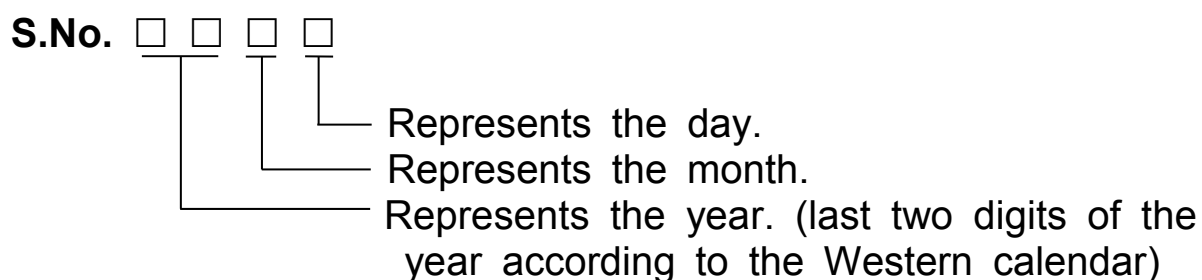 S.No. □ □ □ □
Represents the day.
Represents the month.
Represents the year. (last two digits of the
year according to the Western calendar)